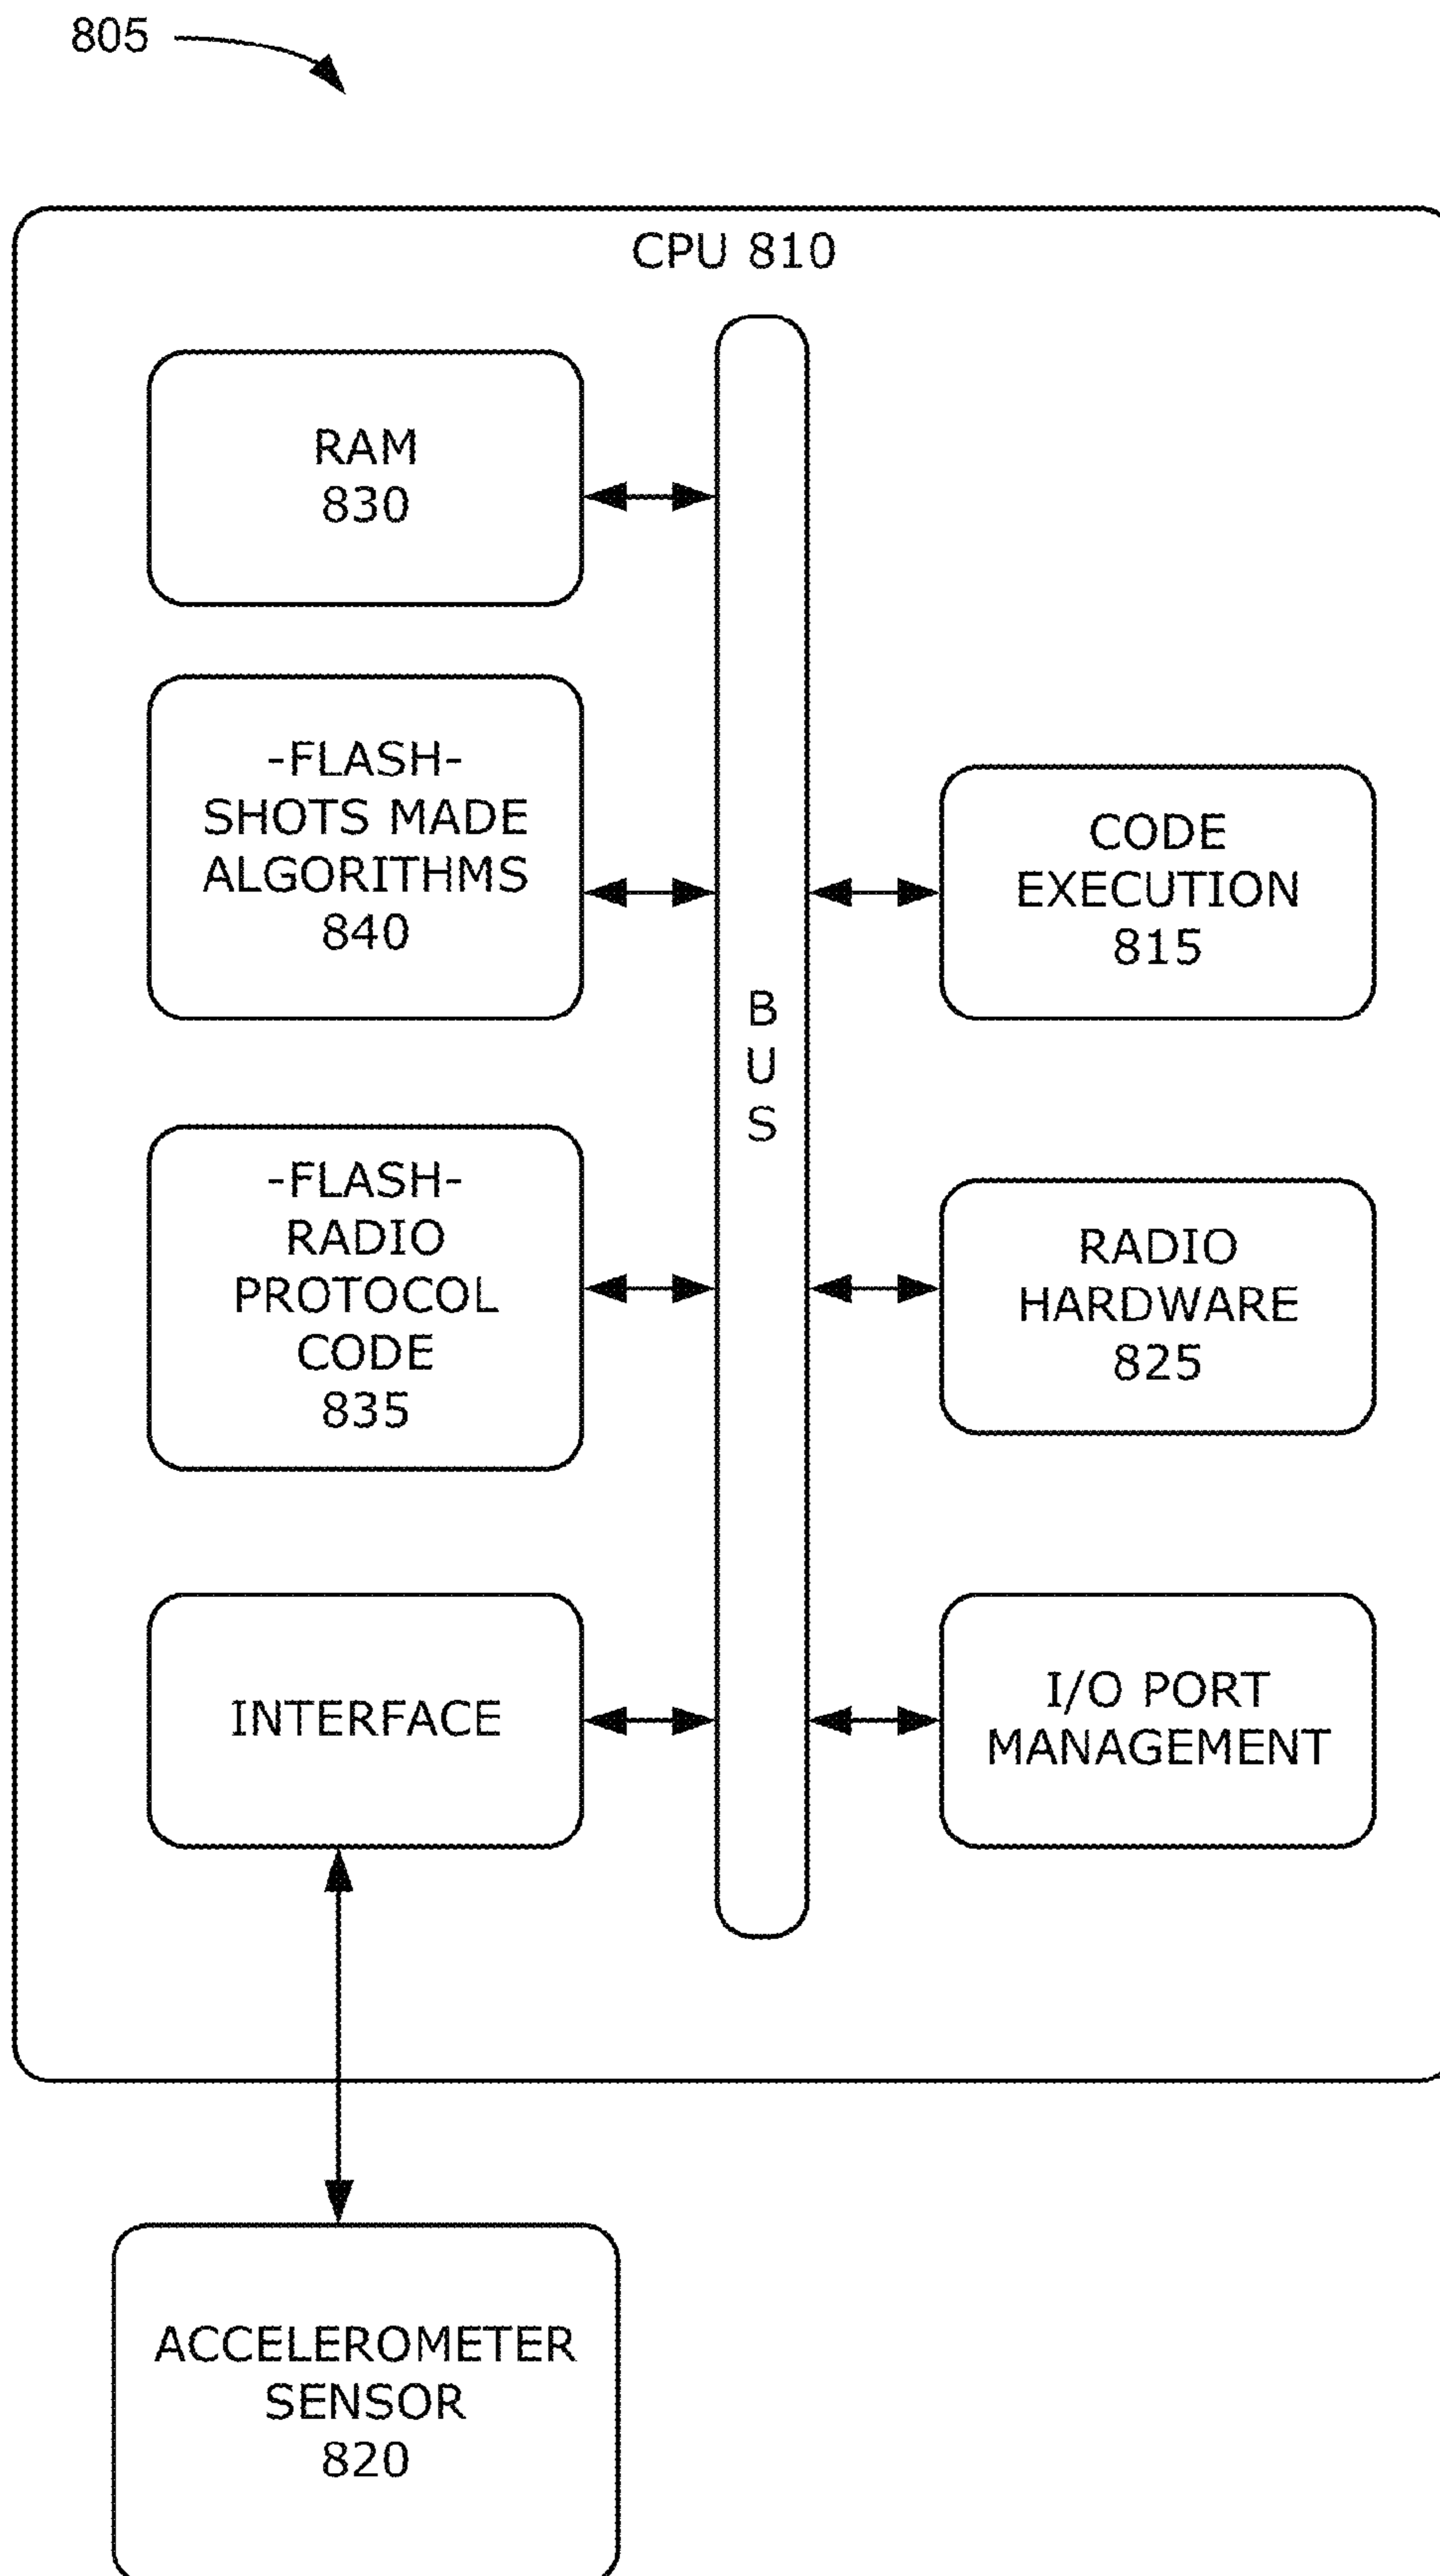 805
CPU 810
RAM
830
-FLASH-
SHOTS MADE
ALGORITHMS
840
CODE
EXECUTION
815
B
U
S
-FLASH-
RADIO
PROTOCOL
CODE
835
RADIO
HARDWARE
825
INTERFACE
I/O PORT
MANAGEMENT
ACCELEROMETER
SENSOR
820